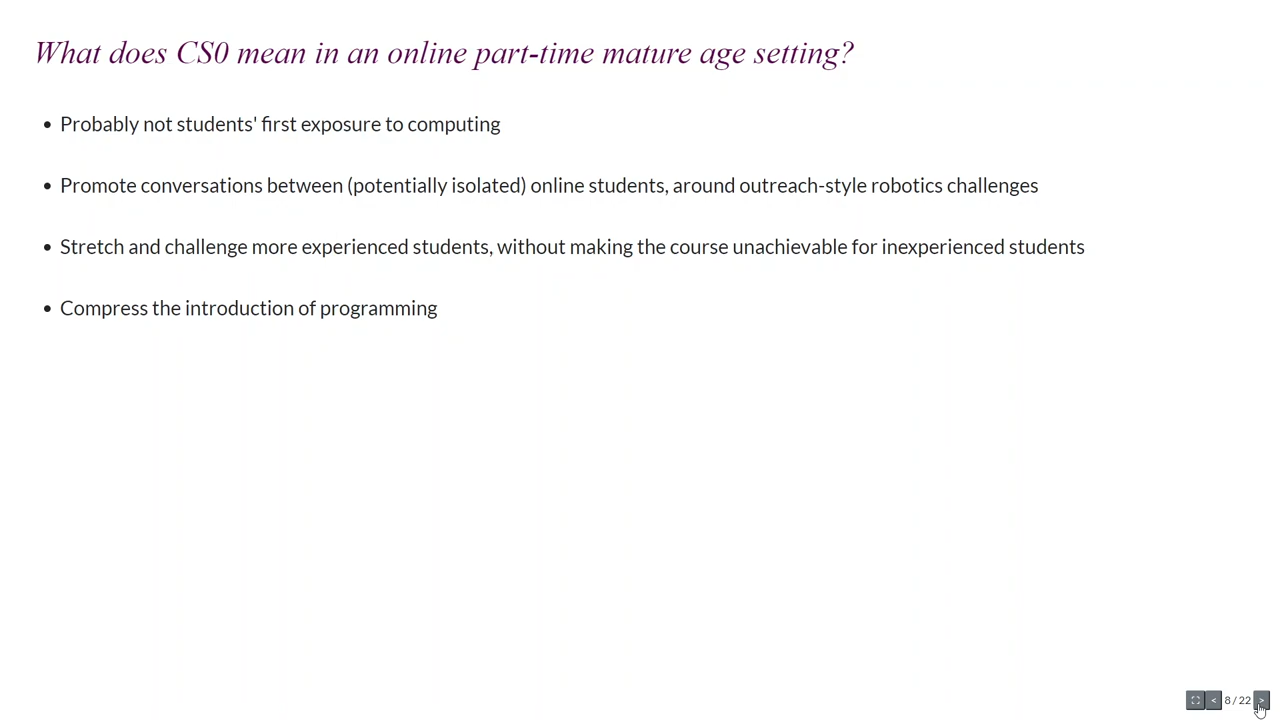 What does CS0 mean in an online part-time mature age setting?
• Probably not students' first exposure to computing
• Promote conversations between (potentially isolated) online students, around outreach-style robotics challenges
• Stretch and challenge more experienced students, without making the course unachievable for inexperienced students
• Compress the introduction of programming
< 8 / 22 >